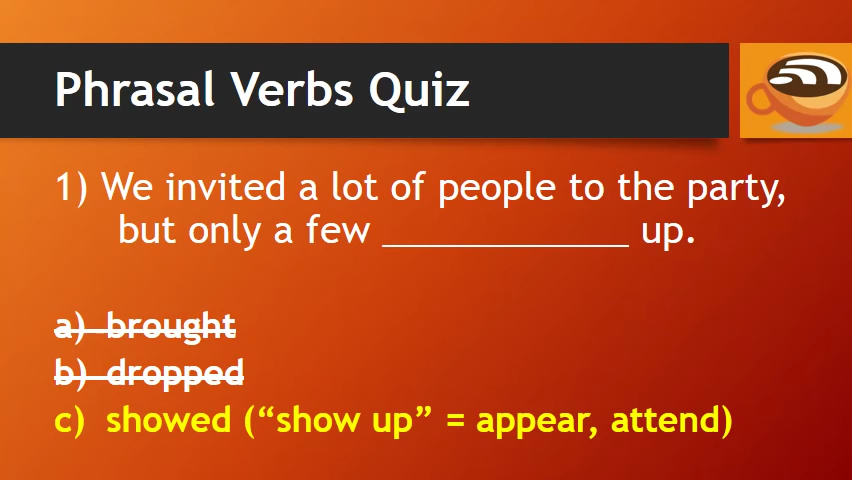 Phrasal Verbs Quiz
1) We invited a lot of people to the party,
but only a few ____________ up.
a) brought
b) dropped
c) showed (“show up” = appear, attend)